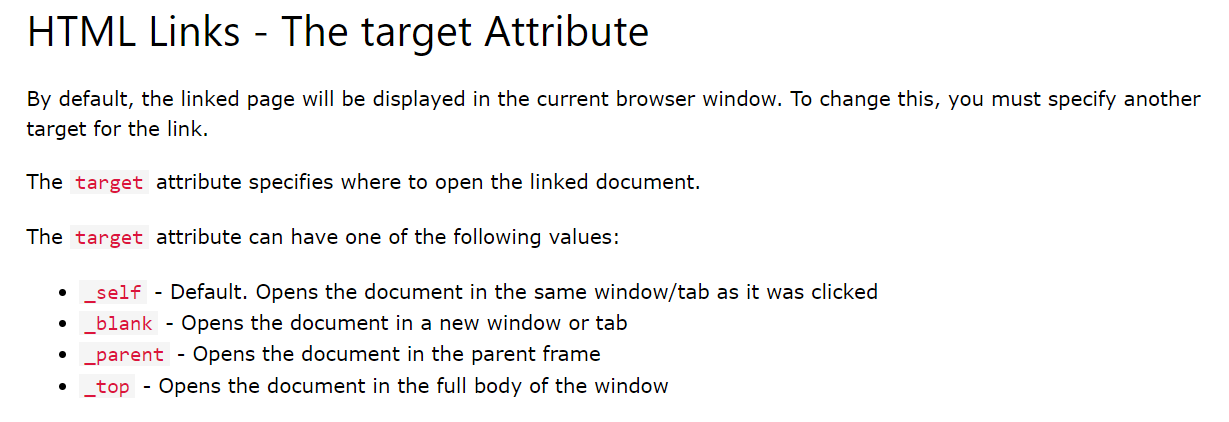 HTML Links - The target Attribute
By default, the linked page will be displayed in the current browser window. To change this, you must specify another
target for the link.
The target attribute specifies where to open the linked document.
The target attribute can have one of the following values:
• _self - Default. Opens the document in the same window/tab as it was clicked
• _blank - Opens the document in a new window or tab
• _parent - Opens the document in the parent frame
• _top - Opens the document in the full body of the window